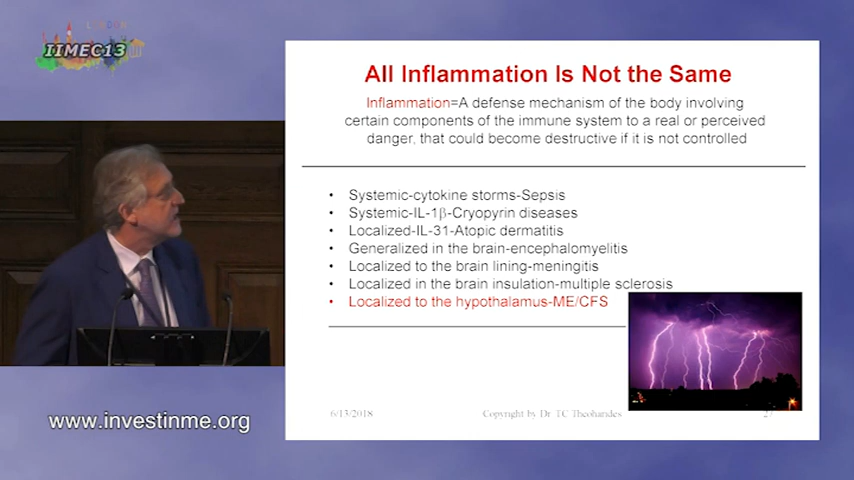 LONDON
IIMEC13
All Inflammation Is Not the Same
Inflammation=A defense mechanism of the body involving
certain components of the immune system to a real or perceived
danger, that could become destructive if it is not controlled
• Systemic-cytokine storms-Sepsis
• Systemic-IL-1β-Cryopyrin diseases
• Localized-IL-31-Atopic dermatitis
• Generalized in the brain-encephalomyelitis
• Localized to the brain lining-meningitis
• Localized in the brain insulation-multiple sclerosis
• Localized to the hypothalamus-ME/CFS
6/13/2018
Copyright by Dr. TC Theoharides
27
www.investinme.org